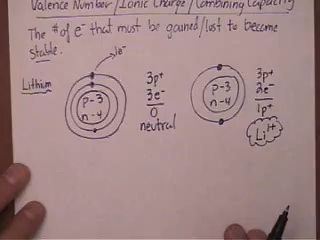 Valence Number/Ionic Charge/Combining Capacity
The # of e⁻ that must be gained/lost to become
stable.
1e⁻
Lithium
p-3
n-4
3p⁺
3e⁻
0
neutral
p-3
n-4
3p⁺
2e⁻
1p⁺
Li¹⁺